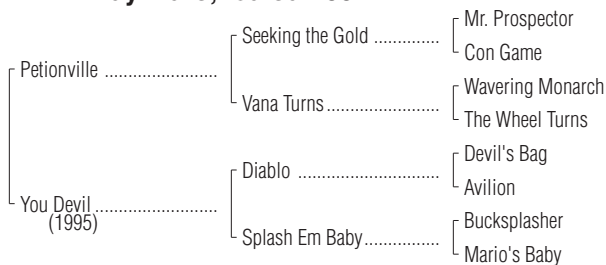 Seeking the Gold .............
Mr. Prospector
Con Game
Petionville ......................
Vana Turns......................
Wavering Monarch
The Wheel Turns
Diablo ............................
Devil's Bag
Avilion
You Devil........................
(1995)
Splash Em Baby...............
Bucksplasher
Mario's Baby